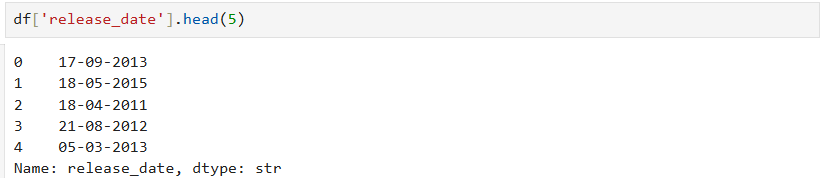 df['release_date'].head(5)
0    17-09-2013
1    18-05-2015
2    18-04-2011
3    21-08-2012
4    05-03-2013
Name: release_date, dtype: str